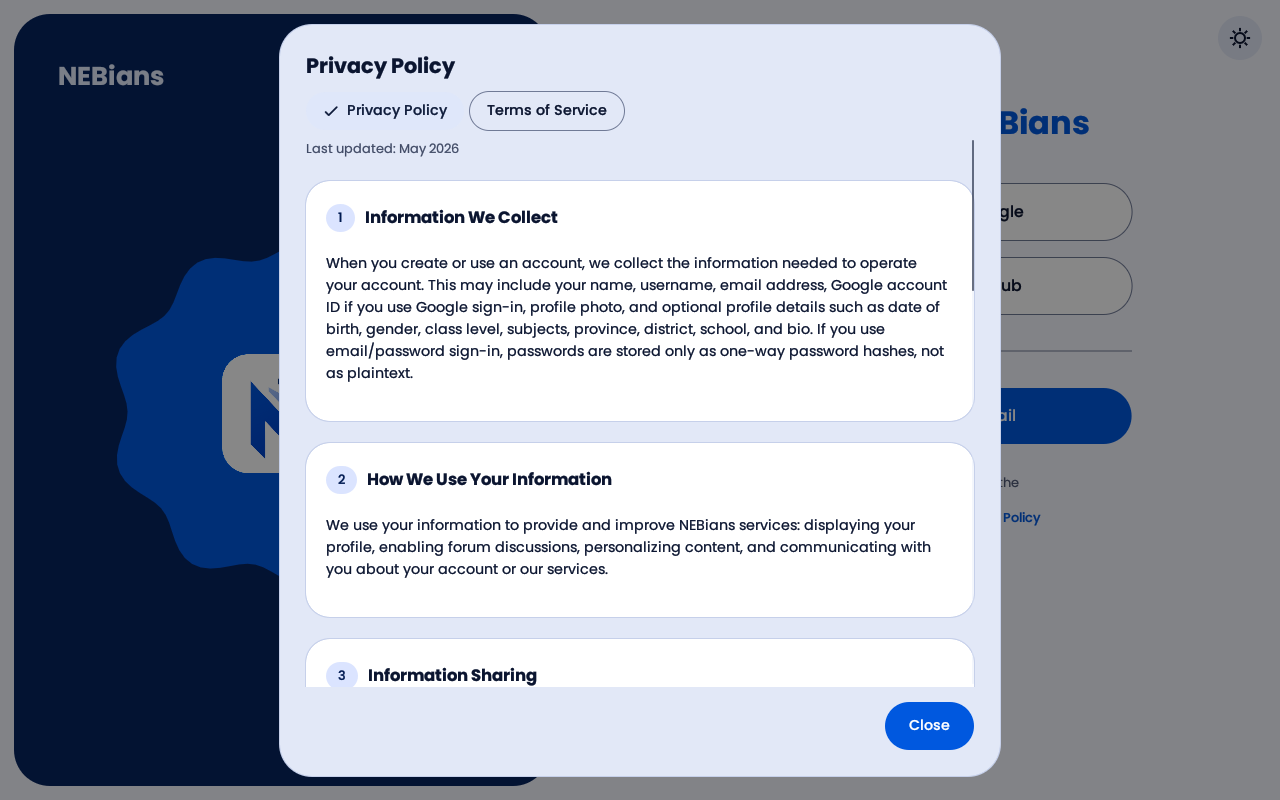 NEBians
Privacy Policy
Privacy Policy
Terms of Service
Last updated: May 2026
1 Information We Collect
When you create or use an account, we collect the information needed to operate
your account. This may include your name, username, email address, Google account
ID if you use Google sign-in, profile photo, and optional profile details such as date of
birth, gender, class level, subjects, province, district, school, and bio. If you use
email/password sign-in, passwords are stored only as one-way password hashes, not
as plaintext.
2 How We Use Your Information
We use your information to provide and improve NEBians services: displaying your
profile, enabling forum discussions, personalizing content, and communicating with
you about your account or our services.
3 Information Sharing
Close
Bians
gle
ub
ail
the
Policy